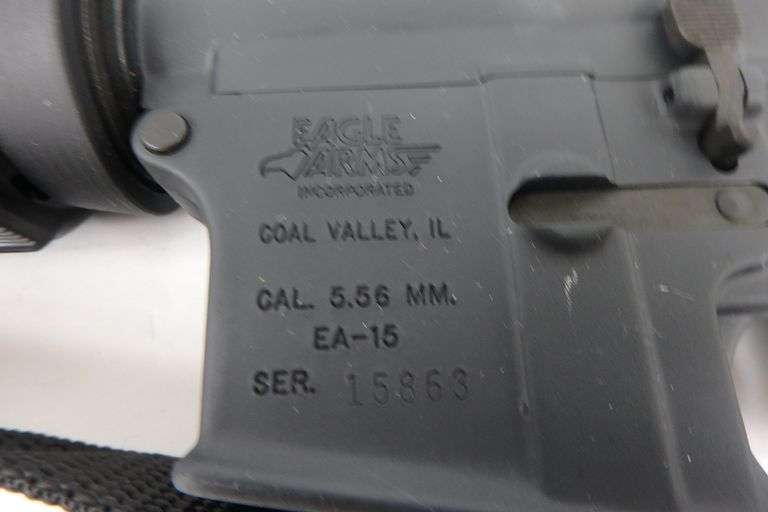 EAGLE
ARMS
INCORPORATED
COAL VALLEY, IL
CAL. 5.56 MM.
EA-15
SER. 15863